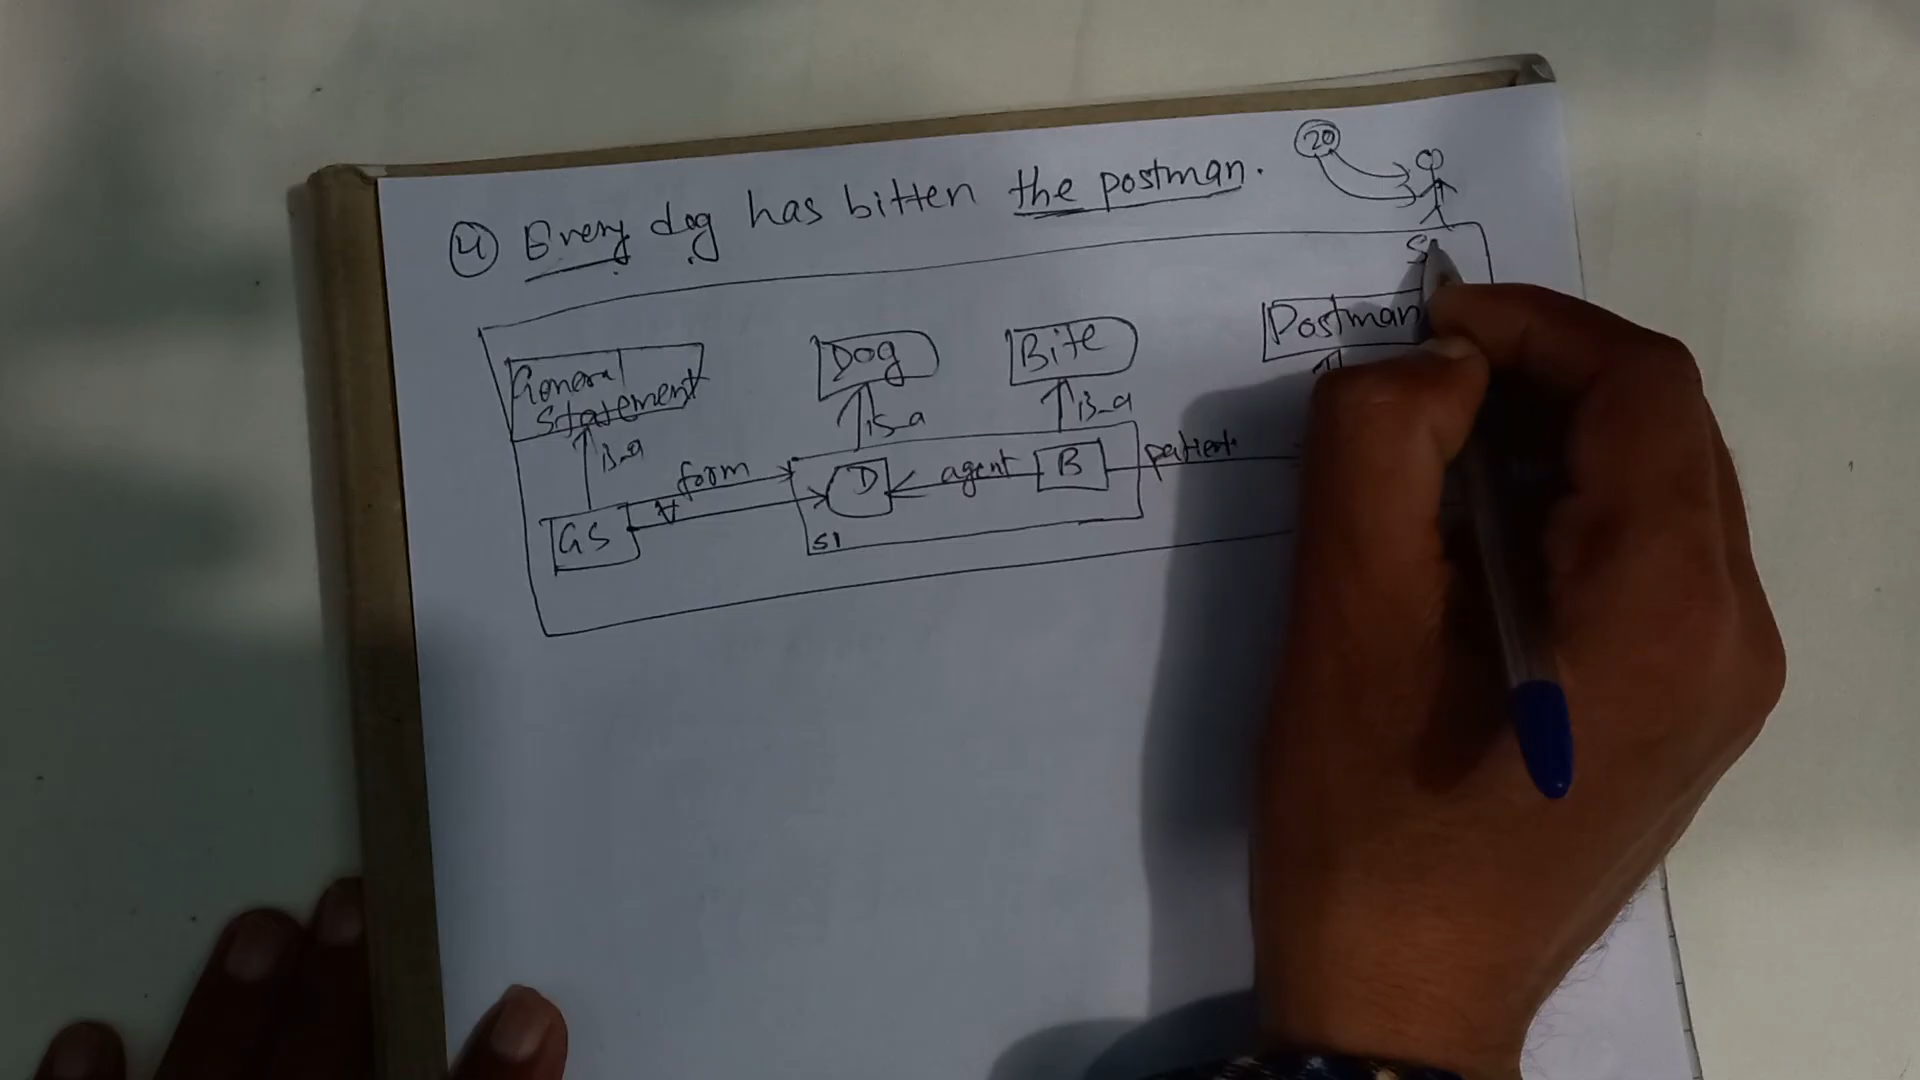 ④ Every dog has bitten the postman.
20
S
General Statement
Dog
Bite
Postman
is_a
is_a
is_a
form
∀
GS
D
agent
B
patient
S1